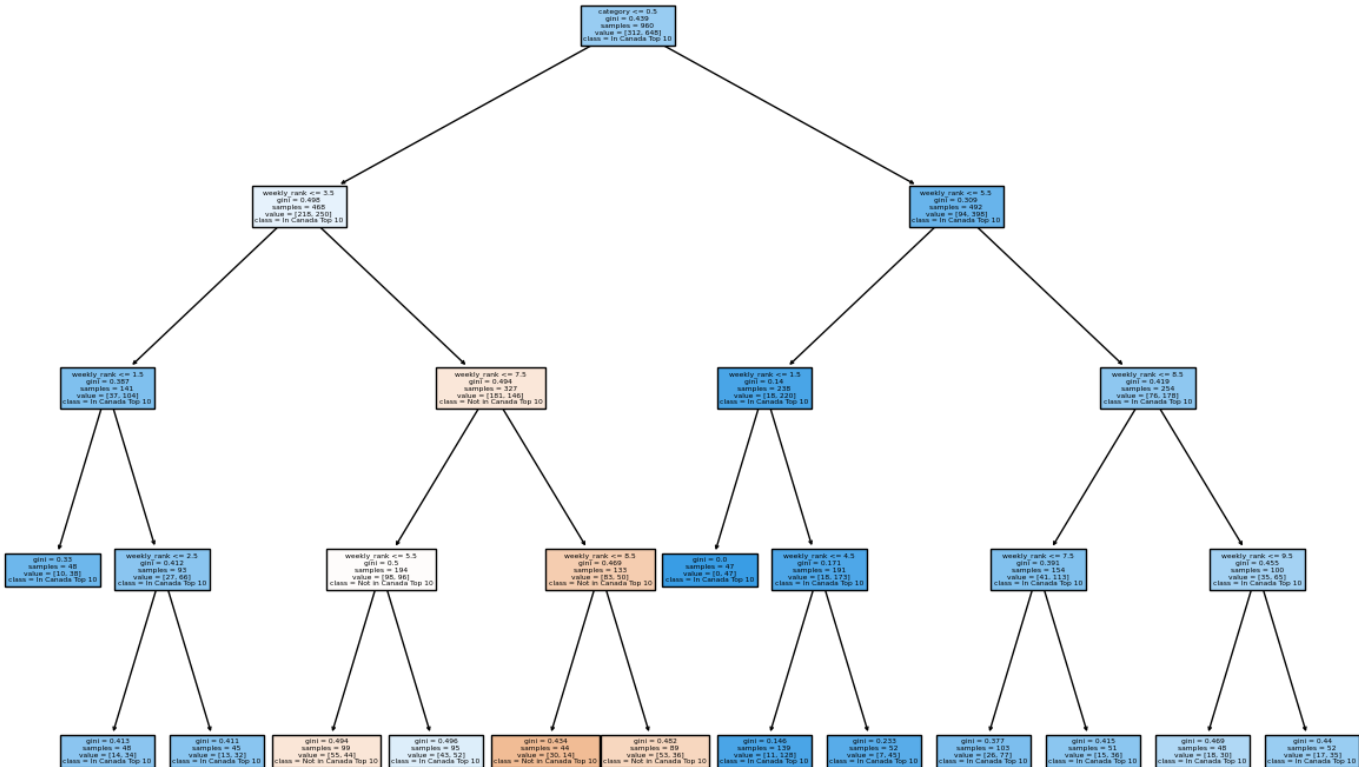 category <= 0.5
gini = 0.439
samples = 960
value = [312, 648]
class = In Canada Top 10
weekly_rank <= 3.5
gini = 0.498
samples = 468
value = [218, 250]
class = In Canada Top 10
weekly_rank <= 5.5
gini = 0.309
samples = 492
value = [94, 398]
class = In Canada Top 10
weekly_rank <= 1.5
gini = 0.387
samples = 141
value = [37, 104]
class = In Canada Top 10
weekly_rank <= 7.5
gini = 0.494
samples = 327
value = [181, 146]
class = Not in Canada Top 10
weekly_rank <= 1.5
gini = 0.14
samples = 238
value = [18, 220]
class = In Canada Top 10
weekly_rank <= 8.5
gini = 0.419
samples = 254
value = [76, 178]
class = In Canada Top 10
gini = 0.33
samples = 48
value = [10, 38]
class = In Canada Top 10
weekly_rank <= 2.5
gini = 0.412
samples = 93
value = [27, 66]
class = In Canada Top 10
weekly_rank <= 5.5
gini = 0.5
samples = 194
value = [98, 96]
class = Not in Canada Top 10
weekly_rank <= 8.5
gini = 0.469
samples = 133
value = [83, 50]
class = Not in Canada Top 10
gini = 0.0
samples = 47
value = [0, 47]
class = In Canada Top 10
weekly_rank <= 4.5
gini = 0.171
samples = 191
value = [18, 173]
class = In Canada Top 10
weekly_rank <= 7.5
gini = 0.391
samples = 154
value = [41, 113]
class = In Canada Top 10
weekly_rank <= 9.5
gini = 0.455
samples = 100
value = [35, 65]
class = In Canada Top 10
gini = 0.413
samples = 48
value = [14, 34]
class = In Canada Top 10
gini = 0.411
samples = 45
value = [13, 32]
class = In Canada Top 10
gini = 0.494
samples = 99
value = [55, 44]
class = Not in Canada Top 10
gini = 0.496
samples = 95
value = [43, 52]
class = In Canada Top 10
gini = 0.434
samples = 44
value = [30, 14]
class = Not in Canada Top 10
gini = 0.482
samples = 89
value = [53, 36]
class = Not in Canada Top 10
gini = 0.146
samples = 139
value = [11, 128]
class = In Canada Top 10
gini = 0.233
samples = 52
value = [7, 45]
class = In Canada Top 10
gini = 0.377
samples = 103
value = [26, 77]
class = In Canada Top 10
gini = 0.415
samples = 51
value = [15, 36]
class = In Canada Top 10
gini = 0.469
samples = 48
value = [18, 30]
class = In Canada Top 10
gini = 0.44
samples = 52
value = [17, 35]
class = In Canada Top 10